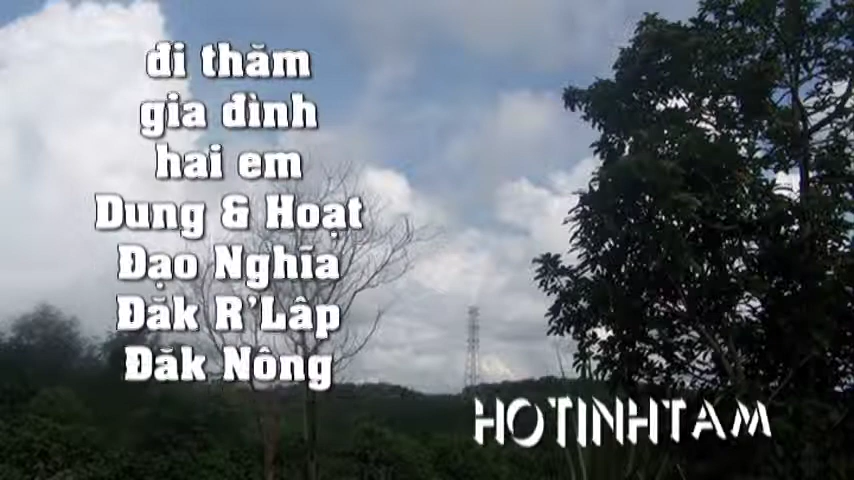 đi thăm
gia đình
hai em
Dung & Hoạt
Đạo Nghĩa
Đăk R'Lâp
Đăk Nông
HOTINHTAM